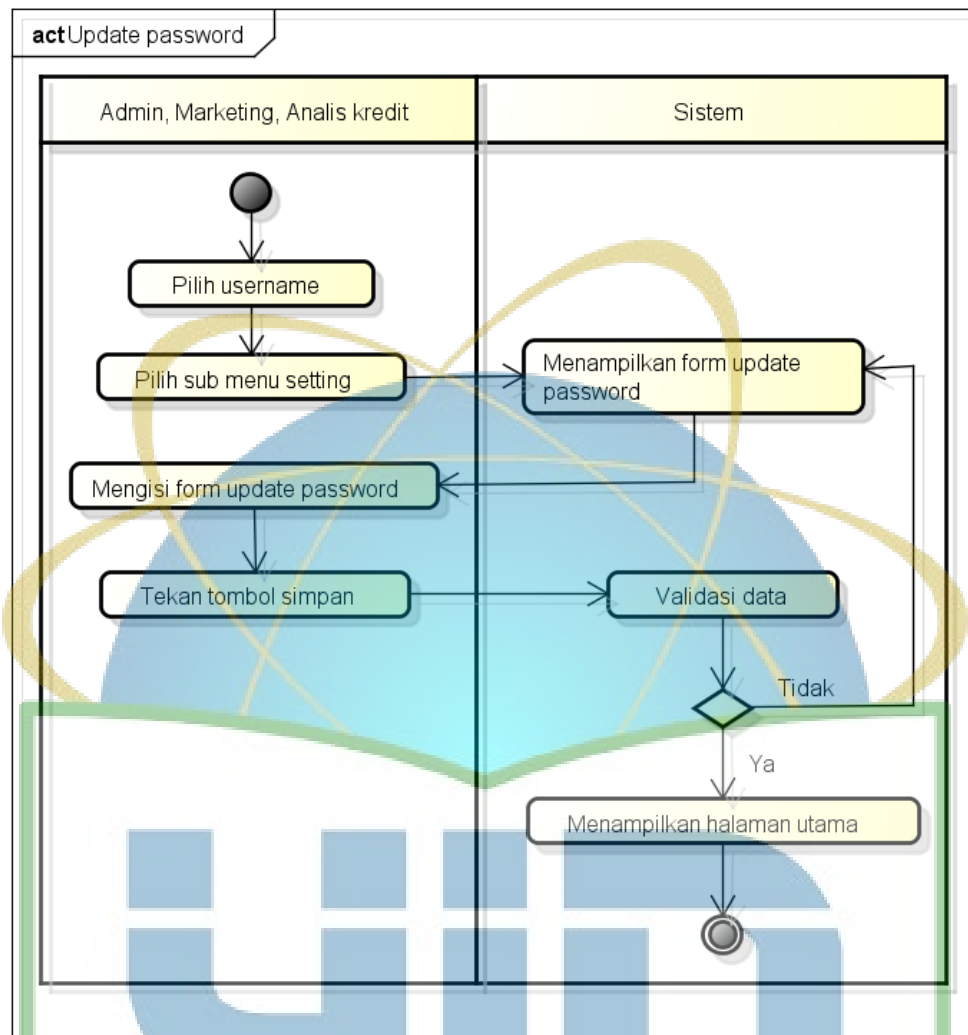 act Update password
Admin, Marketing, Analis kredit
Sistem
Pilih username
Pilih sub menu setting
Menampilkan form update
password
Mengisi form update password
Tekan tombol simpan
Validasi data
Tidak
Ya
Menampilkan halaman utama
uin